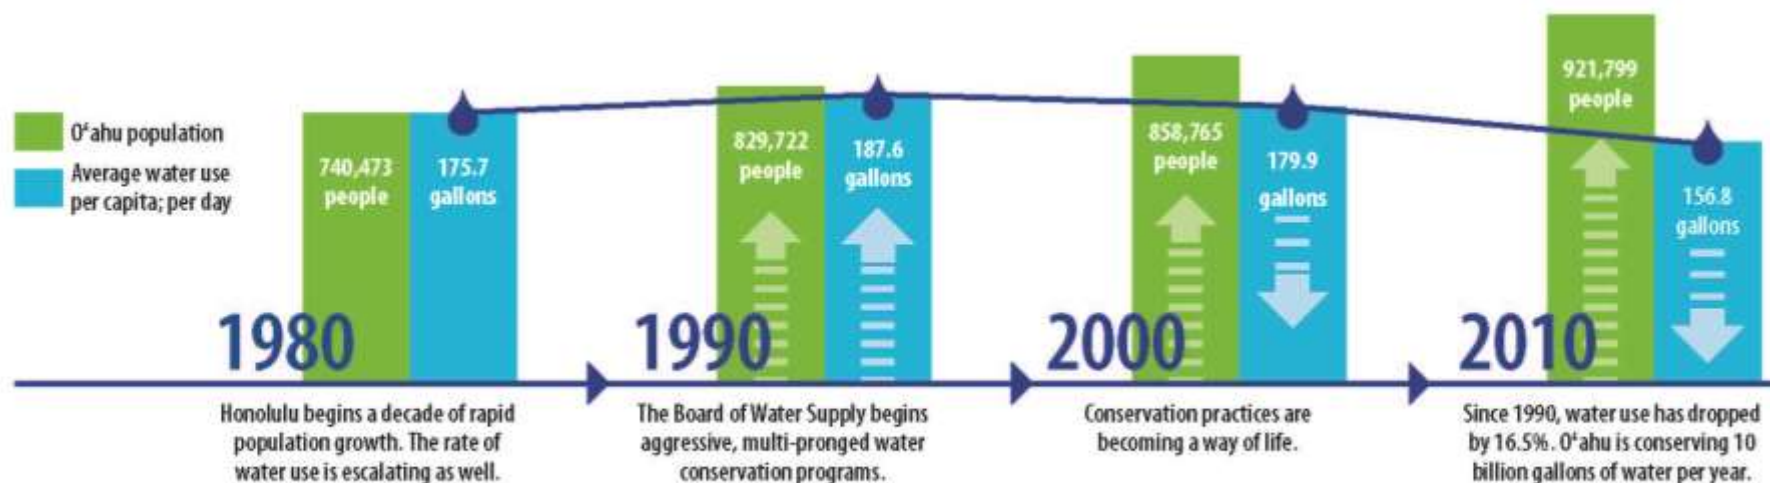 Oʻahu population
Average water use
per capita; per day
740,473
people
175.7
gallons
1980
Honolulu begins a decade of rapid
population growth. The rate of
water use is escalating as well.
829,722
people
187.6
gallons
1990
The Board of Water Supply begins
aggressive, multi-pronged water
conservation programs.
858,765
people
179.9
gallons
2000
Conservation practices are
becoming a way of life.
921,799
people
156.8
gallons
2010
Since 1990, water use has dropped
by 16.5%. Oʻahu is conserving 10
billion gallons of water per year.